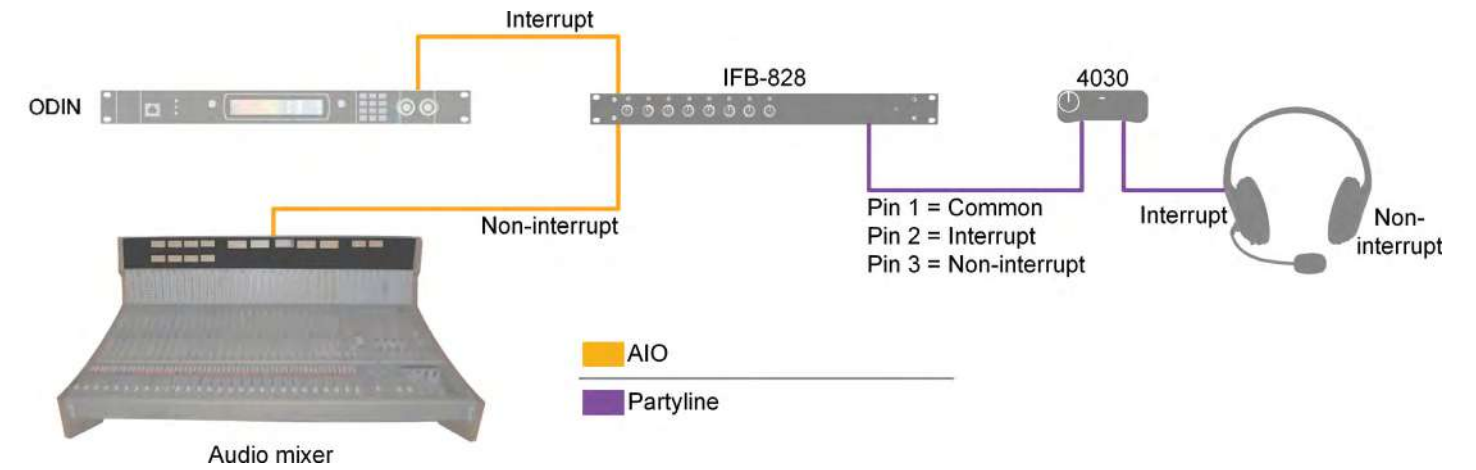 Interrupt
IFB-828
4030
ODIN
Non-interrupt
Pin 1 = Common
Pin 2 = Interrupt
Pin 3 = Non-interrupt
Interrupt
Non-
interrupt
AIO
Partyline
Audio mixer